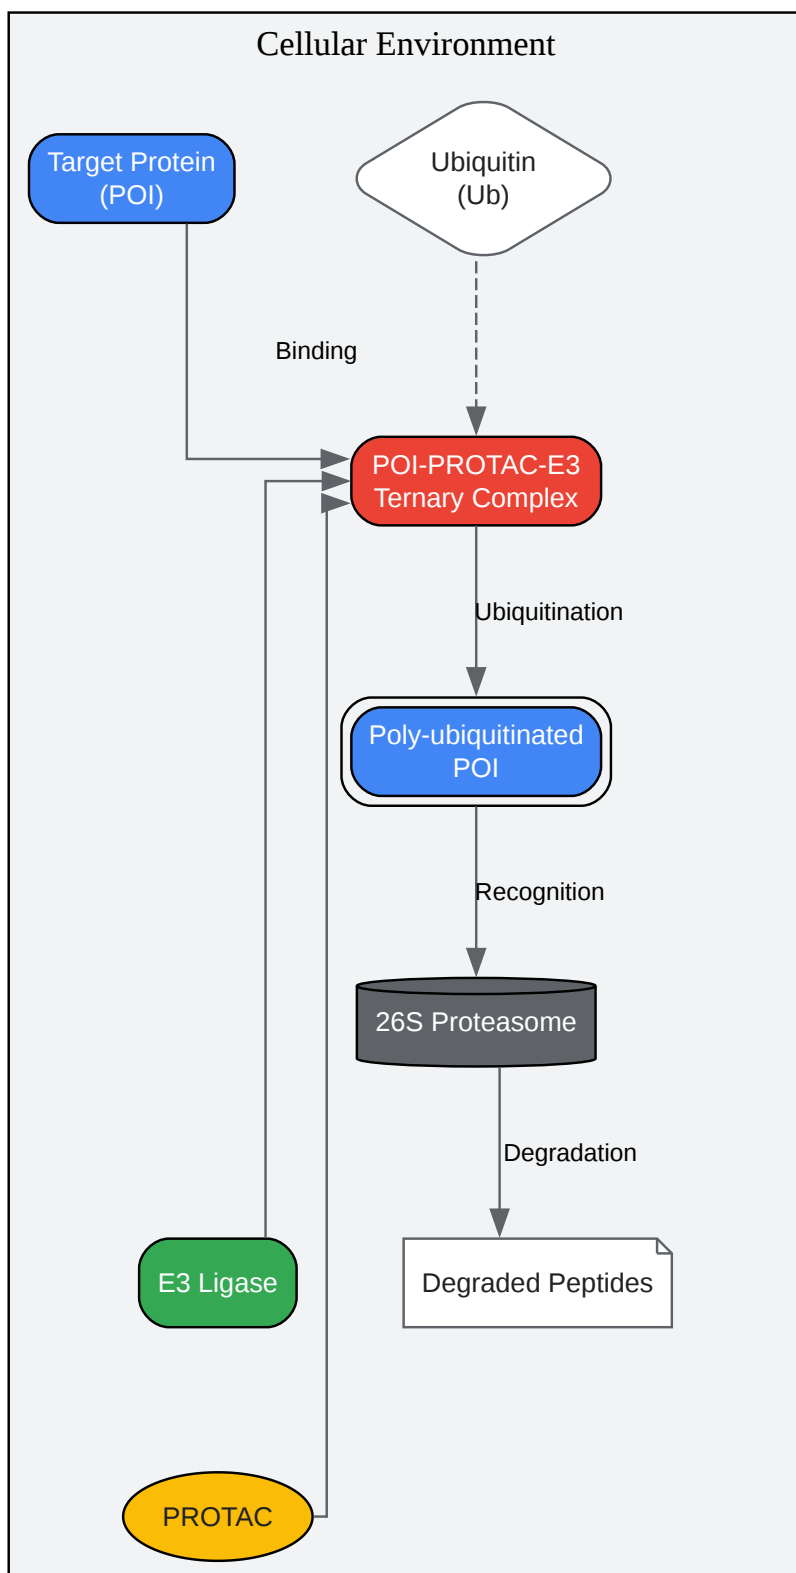 Cellular Environment
Target Protein
(POI)
Ubiquitin
(Ub)
Binding
POI-PROTAC-E3
Ternary Complex
Ubiquitination
Poly-ubiquitinated
POI
Recognition
26S Proteasome
Degradation
E3 Ligase
Degraded Peptides
PROTAC